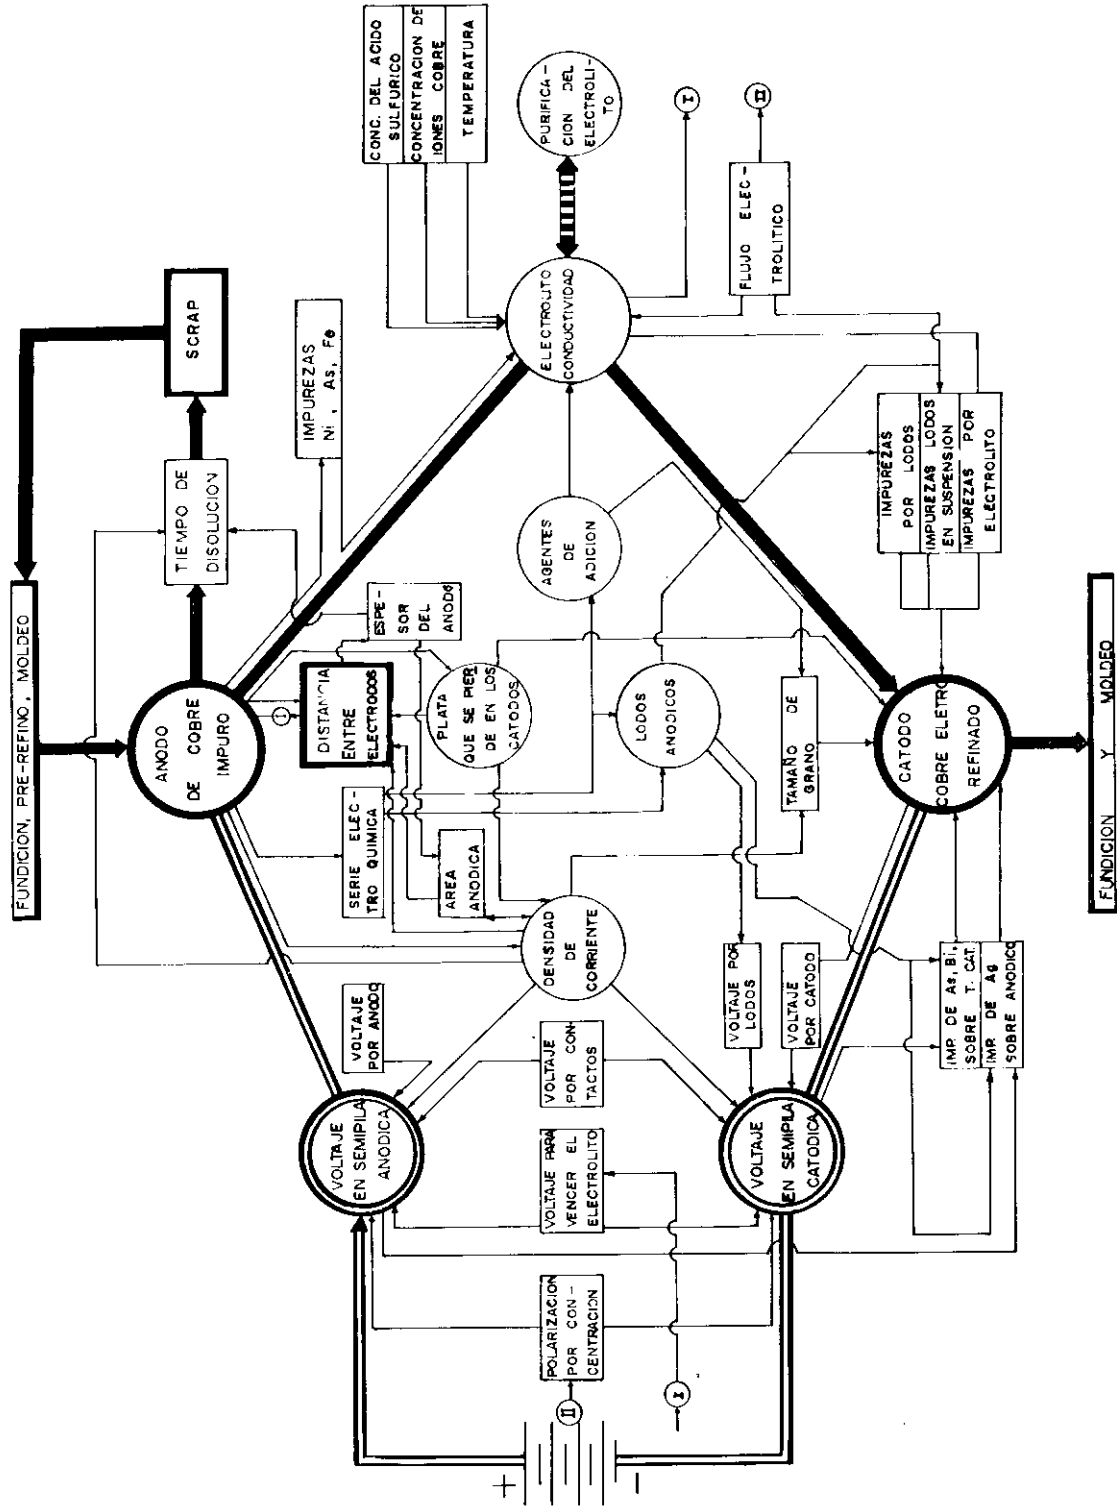 FUNDICION, PRE-REFINO, MOLDEO
SCRAP
TIEMPO DE
DISOLUCION
ANODO
DE COBRE
IMPURO
CONC. DEL ACIDO
SULFURICO
CONCENTRACION DE
IONES COBRE
TEMPERATURA
IMPUREZAS
Ni, As, Fe
PURIFICA-
CION DEL
ELECTROLI-
TO
ELECTROLITO
CONDUCTIVIDAD
I
II
FLUJO ELEC-
TROLITICO
ESPE-
SOR
DEL ANODO
I
DISTANCIA
ENTRE
ELECTRODOS
PLATA
QUE SE PIER
DE EN LOS
CATODOS
AGENTES
DE
ADICION
SERIE ELEC-
TRO QUIMICA
AREA
ANODICA
LODOS
ANODICOS
DENSIDAD
DE
CORRIENTE
TAMAÑO DE
GRANO
IMPUREZAS
POR LODOS
IMPUREZAS LODOS
EN SUSPENSION
IMPUREZAS POR
ELECTROLITO
CATODO
COBRE ELETRO
REFINADO
FUNDICION Y MOLDEO
VOLTAJE
POR ANODO
VOLTAJE
EN SEMIPILA
ANODICA
VOLTAJE
POR CON-
TACTOS
VOLTAJE POR
LODOS
VOLTAJE
POR CATODO
IMP. DE As, Bi,
SOBRE T. CAT.
IMP. DE Ag
SOBRE ANODICO
VOLTAJE PARA
VENCER EL
ELECTROLITO
VOLTAJE
EN SEMIPILA
CATODICA
POLARIZACION
POR CON-
CENTRACION
II
I
+
-